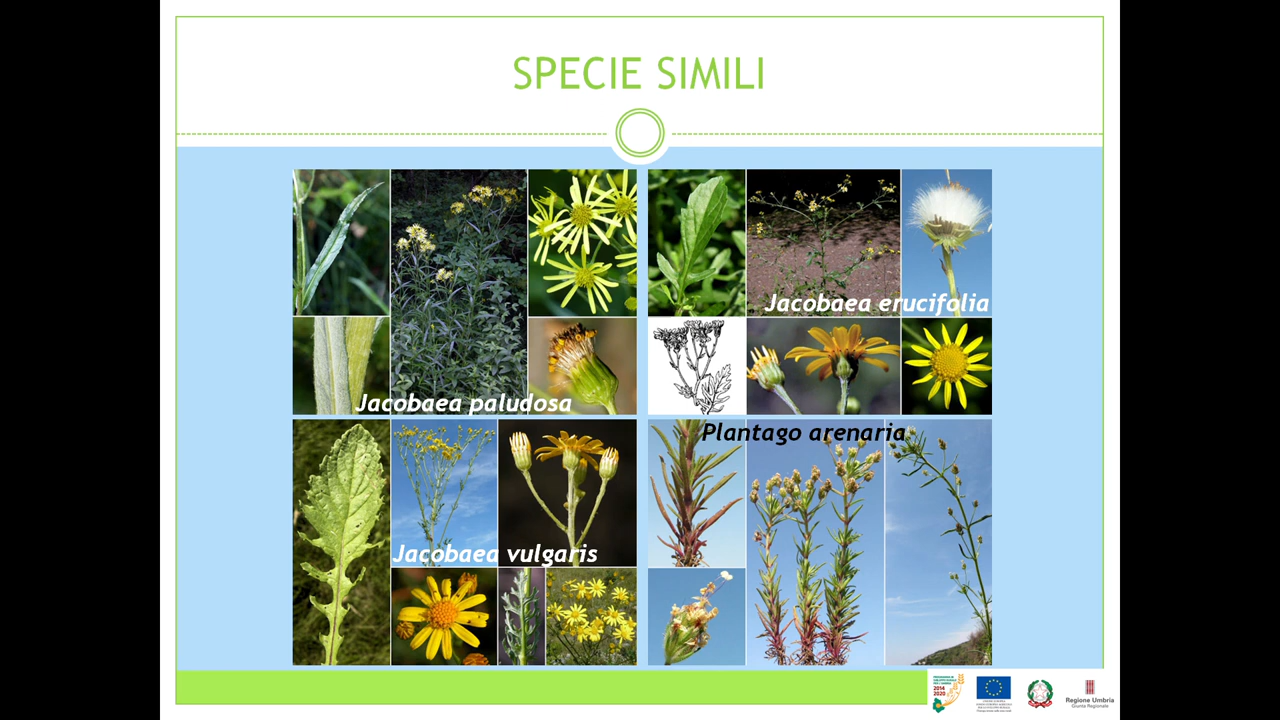 SPECIE SIMILI
Jacobaea erucifolia
Jacobaea paludosa
Plantago arenaria
Jacobaea vulgaris
2014
2020
Regione Umbria
Giunta Regionale